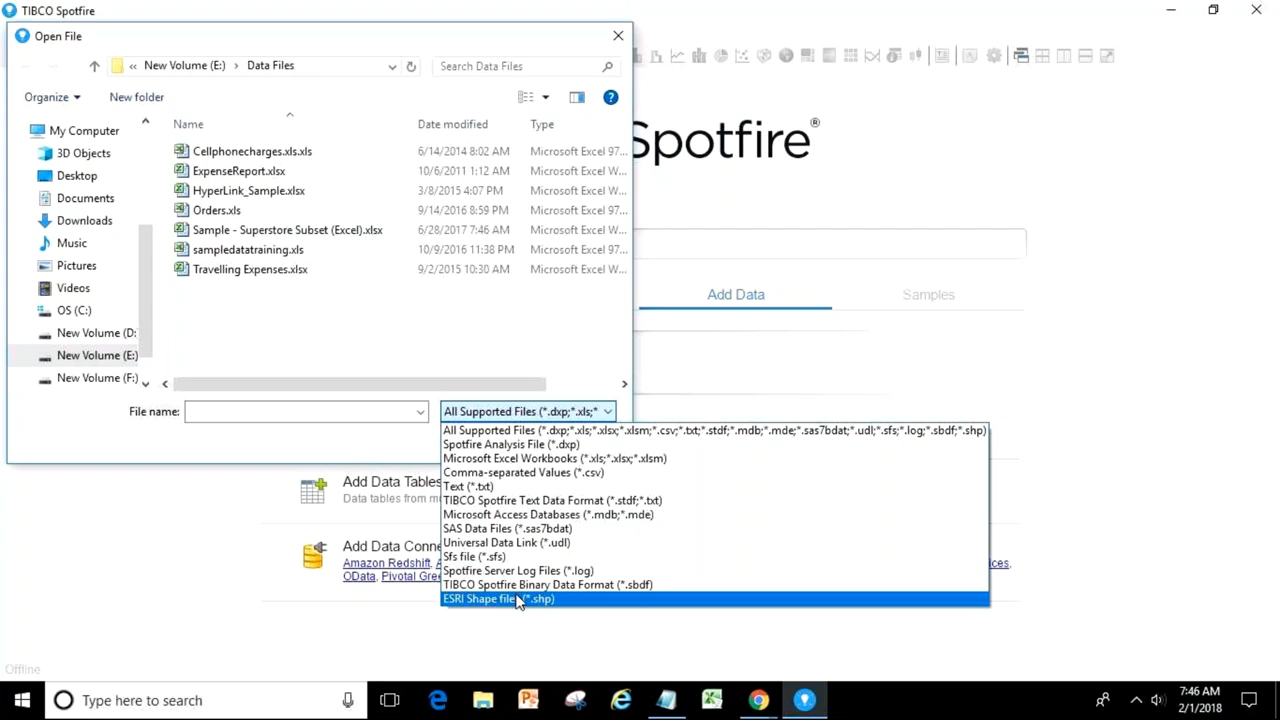 TIBCO Spotfire
Open File
« New Volume (E:) Data Files
Search Data Files
Organize
New folder
Name
Date modified
Type
My Computer
3D Objects
Desktop
Documents
Downloads
Music
Pictures
Videos
OS (C:)
New Volume (D:
New Volume (E:)
New Volume (F:)
Cellphonecharges.xls.xls 6/14/2014 8:02 AM Microsoft Excel 97...
ExpenseReport.xlsx 10/6/2011 1:12 AM Microsoft Excel W...
HyperLink_Sample.xlsx 3/8/2015 4:07 PM Microsoft Excel W...
Orders.xls 9/14/2016 8:59 PM Microsoft Excel 97...
Sample - Superstore Subset (Excel).xlsx 6/28/2017 7:46 AM Microsoft Excel W...
sampledatatraining.xls 10/9/2016 11:38 PM Microsoft Excel 97...
Travelling Expenses.xlsx 9/2/2015 10:30 AM Microsoft Excel W...
File name:
All Supported Files (*.dxp;*.xls;*
All Supported Files (*.dxp;*.xls;*.xlsx;*.xlsm;*.csv;*.txt;*.stdf;*.mdb;*.mde;*.sas7bdat;*.udl;*.sfs;*.log;*.sbdf;*.shp)
Spotfire Analysis File (*.dxp)
Microsoft Excel Workbooks (*.xls;*.xlsx;*.xlsm)
Comma-separated Values (*.csv)
Text (*.txt)
TIBCO Spotfire Text Data Format (*.stdf;*.txt)
Microsoft Access Databases (*.mdb;*.mde)
SAS Data Files (*.sas7bdat)
Universal Data Link (*.udl)
Sfs file (*.sfs)
Spotfire Server Log Files (*.log)
TIBCO Spotfire Binary Data Format (*.sbdf)
ESRI Shape file (*.shp)
Spotfire®
Add Data
Samples
Add Data Tables
Data tables from
Add Data Conne
Amazon Redshift,
OData, Pivotal Gree
Offline
Type here to search
7:46 AM
2/1/2018